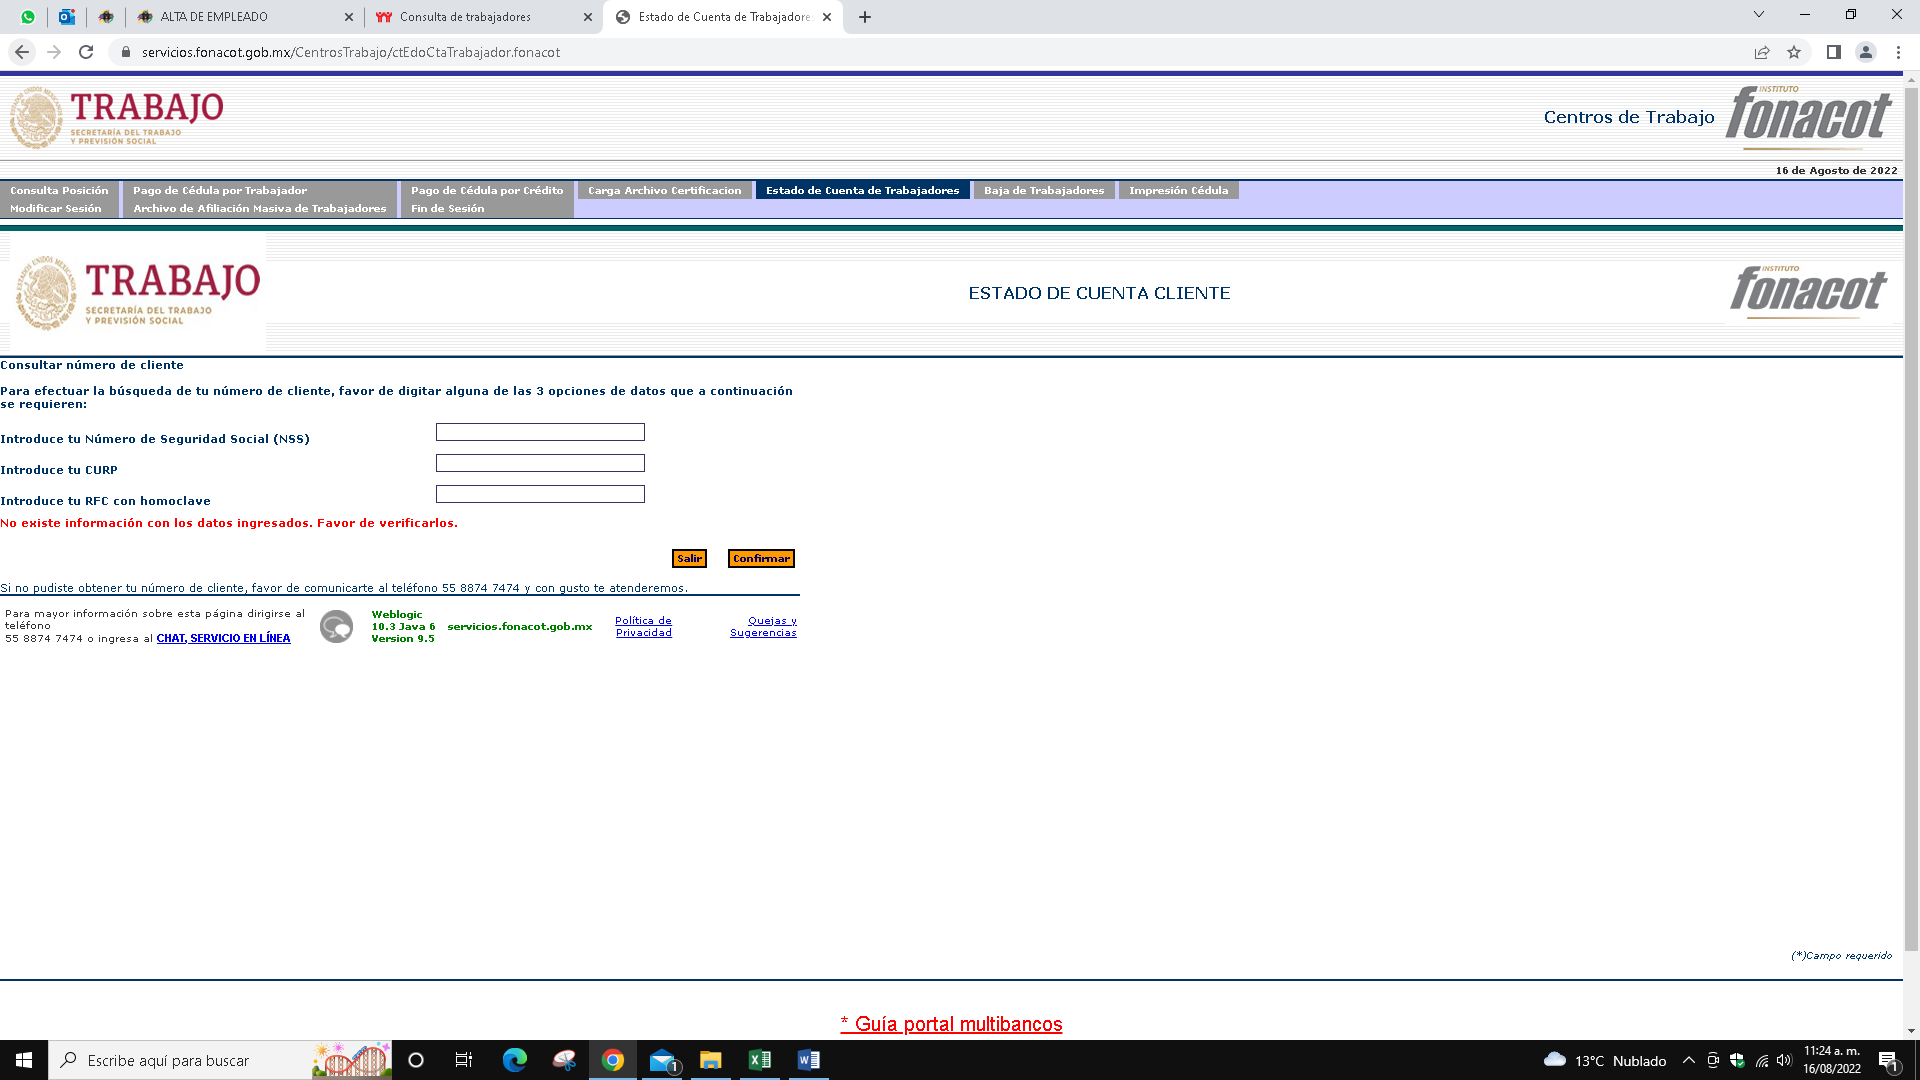 ALTA DE EMPLEADO
Consulta de trabajadores
Estado de Cuenta de Trabajadore
servicios.fonacot.gob.mx/CentrosTrabajo/ctEdoCtaTrabajador.fonacot
TRABAJO
SECRETARÍA DEL TRABAJO
Y PREVISIÓN SOCIAL
Centros de Trabajo
INSTITUTO
fonacot
16 de Agosto de 2022
Consulta Posición
Pago de Cédula por Trabajador
Pago de Cédula por Crédito
Carga Archivo Certificacion
Estado de Cuenta de Trabajadores
Baja de Trabajadores
Impresión Cédula
Modificar Sesión
Archivo de Afiliación Masiva de Trabajadores
Fin de Sesión
TRABAJO
SECRETARÍA DEL TRABAJO
Y PREVISIÓN SOCIAL
ESTADO DE CUENTA CLIENTE
INSTITUTO
fonacot
Consultar número de cliente
Para efectuar la búsqueda de tu número de cliente, favor de digitar alguna de las 3 opciones de datos que a continuación
se requieren:
Introduce tu Número de Seguridad Social (NSS)
Introduce tu CURP
Introduce tu RFC con homoclave
No existe información con los datos ingresados. Favor de verificarlos.
Salir
Confirmar
Si no pudiste obtener tu número de cliente, favor de comunicarte al teléfono 55 8874 7474 y con gusto te atenderemos.
Para mayor información sobre esta página dirigirse al
teléfono
55 8874 7474 o ingresa al CHAT, SERVICIO EN LÍNEA
Weblogic
10.3 Java 6
Version 9.5
servicios.fonacot.gob.mx
Política de
Privacidad
Quejas y
Sugerencias
(*)Campo requerido
* Guía portal multibancos
Escribe aquí para buscar
1
13°C Nublado
11:24 a. m.
16/08/2022
1